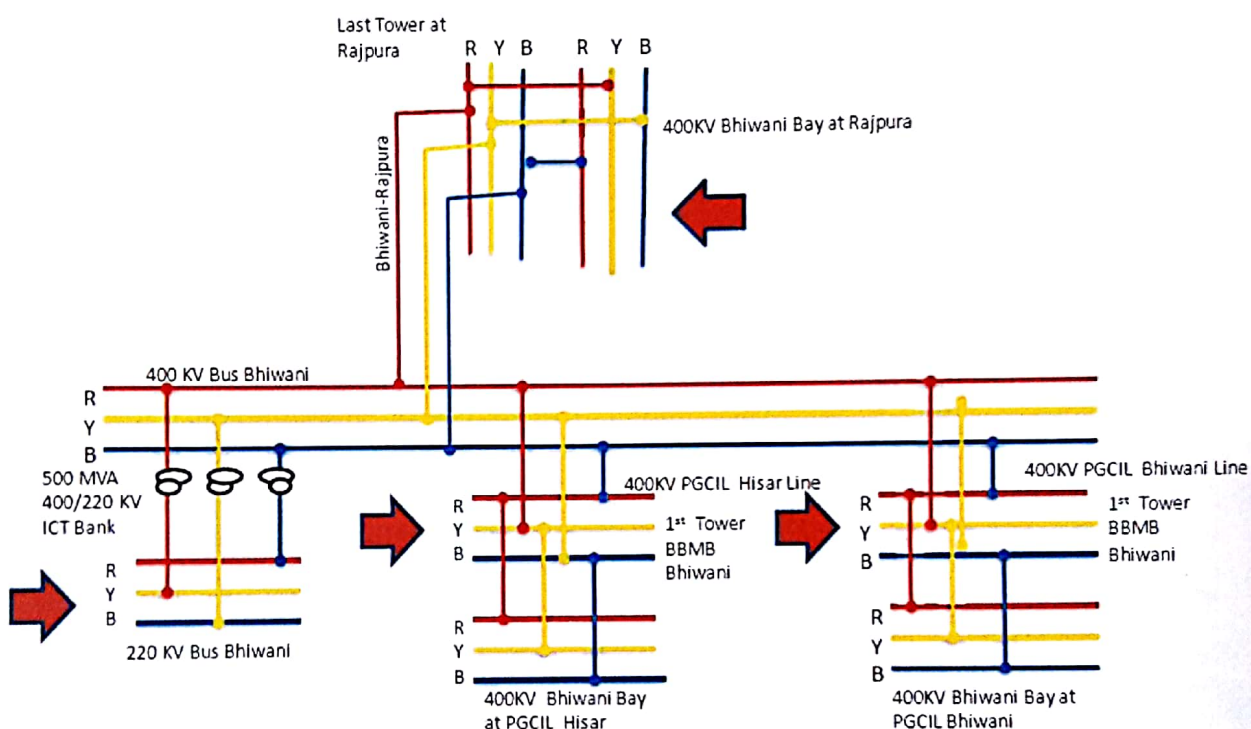 Last Tower at
Rajpura
R Y B R Y B
400KV Bhiwani Bay at Rajpura
Bhiwani-Rajpura
400 KV Bus Bhiwani
R
Y
B
500 MVA
400/220 KV
ICT Bank
R
Y
B
220 KV Bus Bhiwani
400KV PGCIL Hisar Line
R
Y
B
1st Tower
BBMB
Bhiwani
R
Y
B
400KV Bhiwani Bay
at PGCIL Hisar
400KV PGCIL Bhiwani Line
R
Y
B
1st Tower
BBMB
Bhiwani
R
Y
B
400KV Bhiwani Bay at
PGCIL Bhiwani